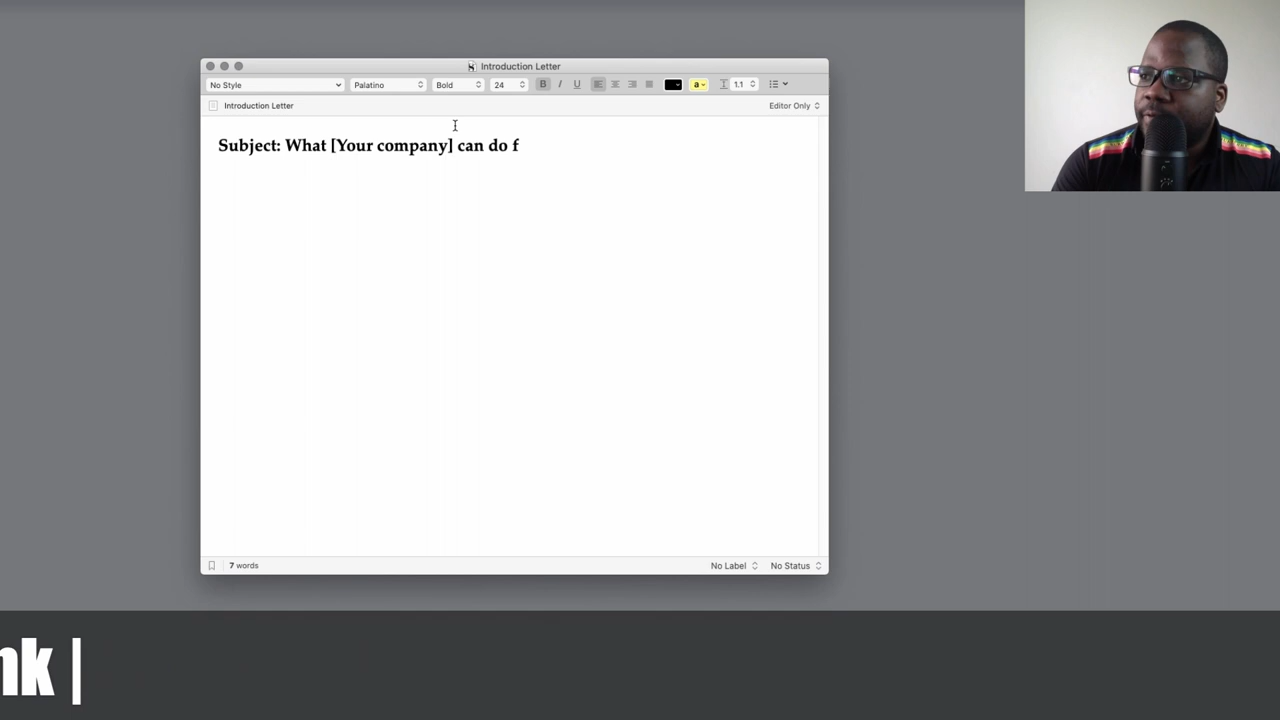 Introduction Letter
No Style
Palatino
Bold
24
B
I
U
a
1.1
Introduction Letter
Editor Only
Subject: What [Your company] can do f
7 words
No Label
No Status
nk |